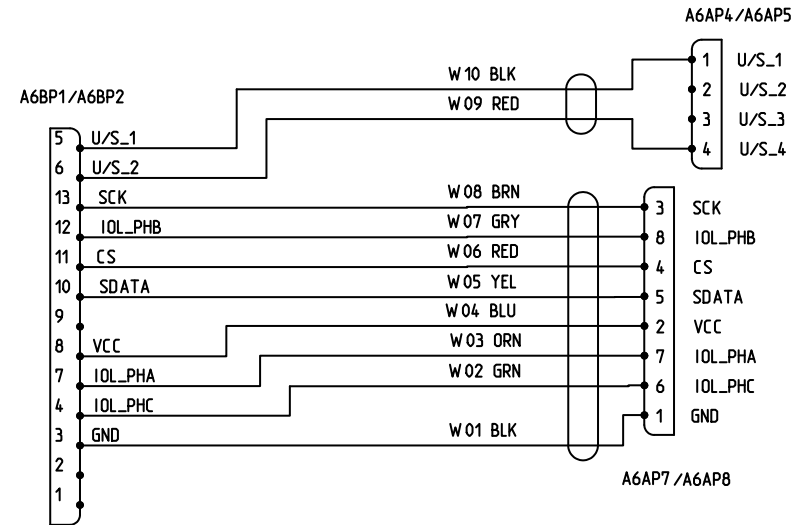 A6AP4/A6AP5
1 U/S_1
W10 BLK
2 U/S_2
A6BP1/A6BP2
W09 RED
3 U/S_3
5 U/S_1
4 U/S_4
6 U/S_2
13 SCK
W08 BRN
3 SCK
12 IOL_PHB
W07 GRY
8 IOL_PHB
11 CS
W06 RED
4 CS
10 SDATA
W05 YEL
5 SDATA
9
W04 BLU
2 VCC
8 VCC
W03 ORN
7 IOL_PHA
7 IOL_PHA
W02 GRN
6 IOL_PHC
4 IOL_PHC
1 GND
3 GND
W01 BLK
2
A6AP7/A6AP8
1